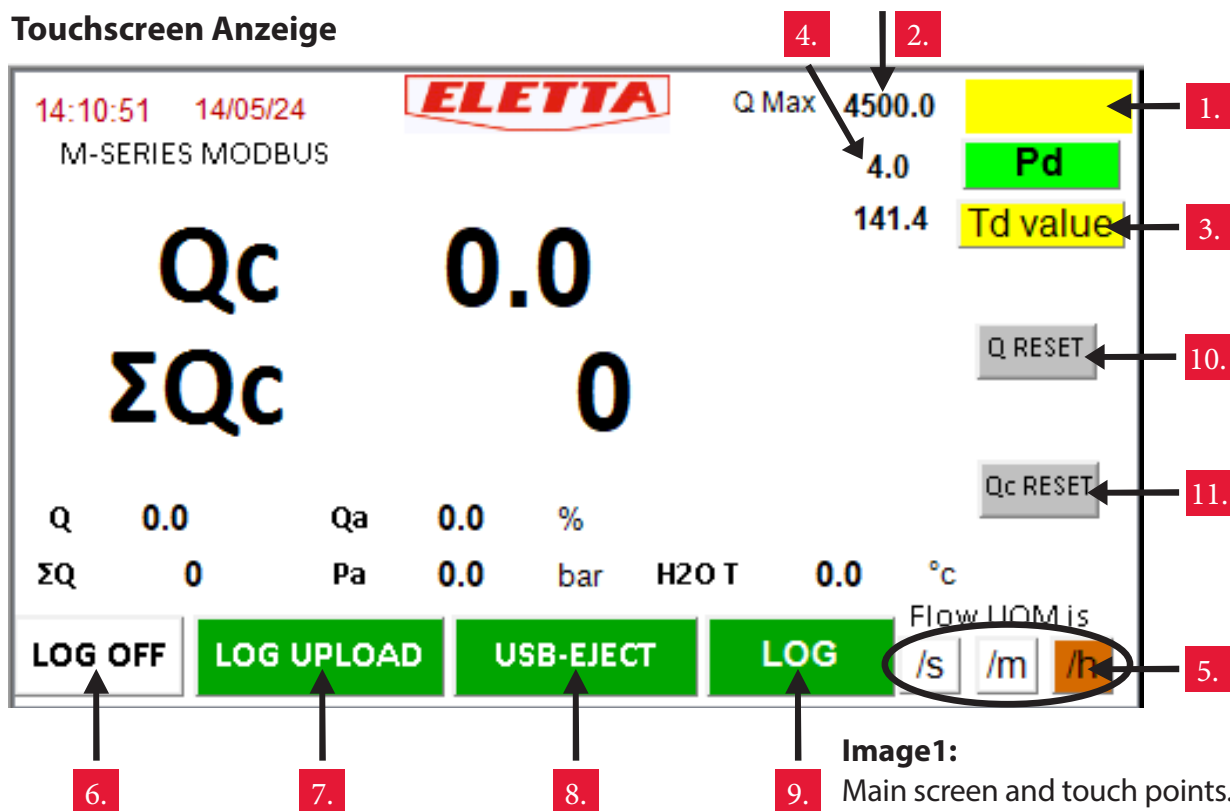 Touchscreen Anzeige
4. 2.
14:10:51 14/05/24 ELETTA Q Max 4500.0 1.
M-SERIES MODBUS 4.0 Pd
141.4 Td value 3.
Qc 0.0
Q RESET 10.
ΣQc 0
Qc RESET 11.
Q 0.0 Qa 0.0 %
ΣQ 0 Pa 0.0 bar H2O T 0.0 °c
Flow UOM is
LOG OFF LOG UPLOAD USB-EJECT LOG /s /m /h 5.
Image1:
6. 7. 8. 9. Main screen and touch points.